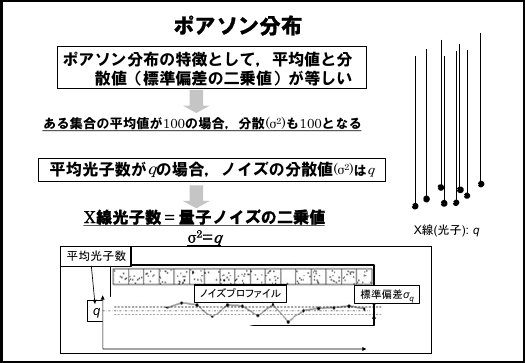 ポアソン分布
ポアソン分布の特徴として，平均値と分
散値（標準偏差の二乗値）が等しい
ある集合の平均値が100の場合，分散(σ²)も100となる
平均光子数がqの場合，ノイズの分散値(σ²)はq
X線光子数＝量子ノイズの二乗値
σ²=q
X線(光子): q
平均光子数
ノイズプロファイル
標準偏差σq
q